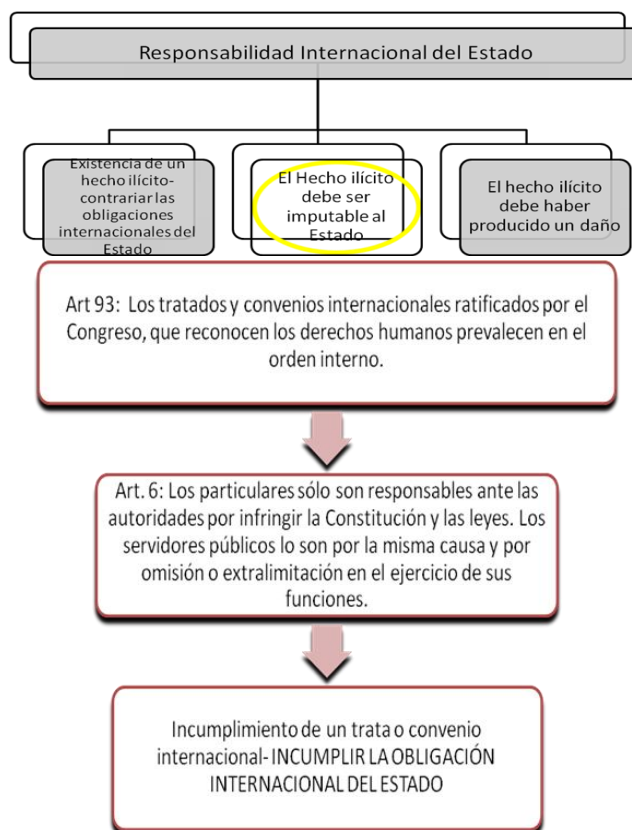 Responsabilidad Internacional del Estado
Existencia de un
hecho ilícito-
contrariar las
obligaciones
internacionales del
Estado
El Hecho ilícito
debe ser
imputable al
Estado
El hecho ilícito
debe haber
producido un daño
Art 93: Los tratados y convenios internacionales ratificados por el
Congreso, que reconocen los derechos humanos prevalecen en el
orden interno.
Art. 6: Los particulares sólo son responsables ante las
autoridades por infringir la Constitución y las leyes. Los
servidores públicos lo son por la misma causa y por
omisión o extralimitación en el ejercicio de sus
funciones.
Incumplimiento de un trata o convenio
internacional- INCUMPLIR LA OBLIGACIÓN
INTERNACIONAL DEL ESTADO